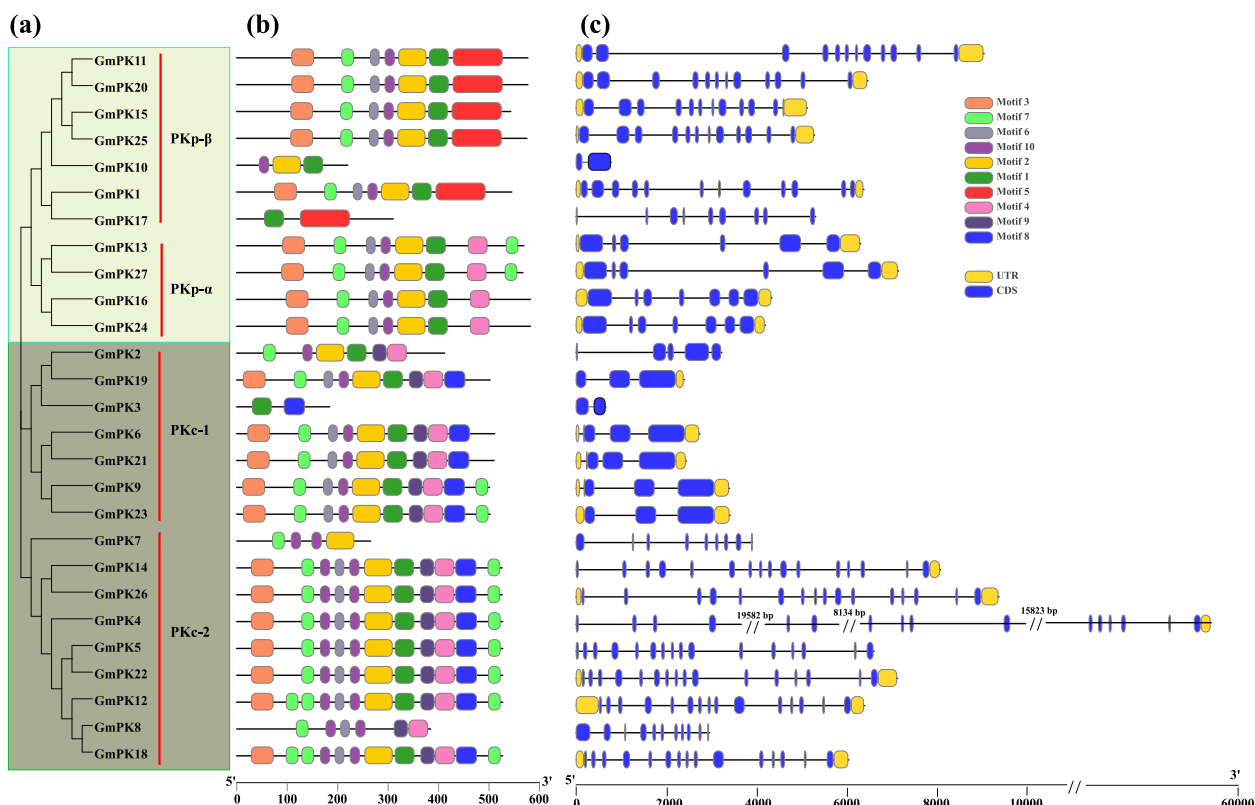 (a) (b) (c)
GmPK11
GmPK20
GmPK15
GmPK25
GmPK10
GmPK1
GmPK17
GmPK13
GmPK27
GmPK16
GmPK24
GmPK2
GmPK19
GmPK3
GmPK6
GmPK21
GmPK9
GmPK23
GmPK7
GmPK14
GmPK26
GmPK4
GmPK5
GmPK22
GmPK12
GmPK8
GmPK18
PKp-β
PKp-α
PKc-1
PKc-2
Motif 3
Motif 7
Motif 6
Motif 10
Motif 2
Motif 1
Motif 5
Motif 4
Motif 9
Motif 8
UTR
CDS
19582 bp 8134 bp 15823 bp
5' 3'
0 100 200 300 400 500 600
5' 3'
0 2000 4000 6000 8000 10000 60000